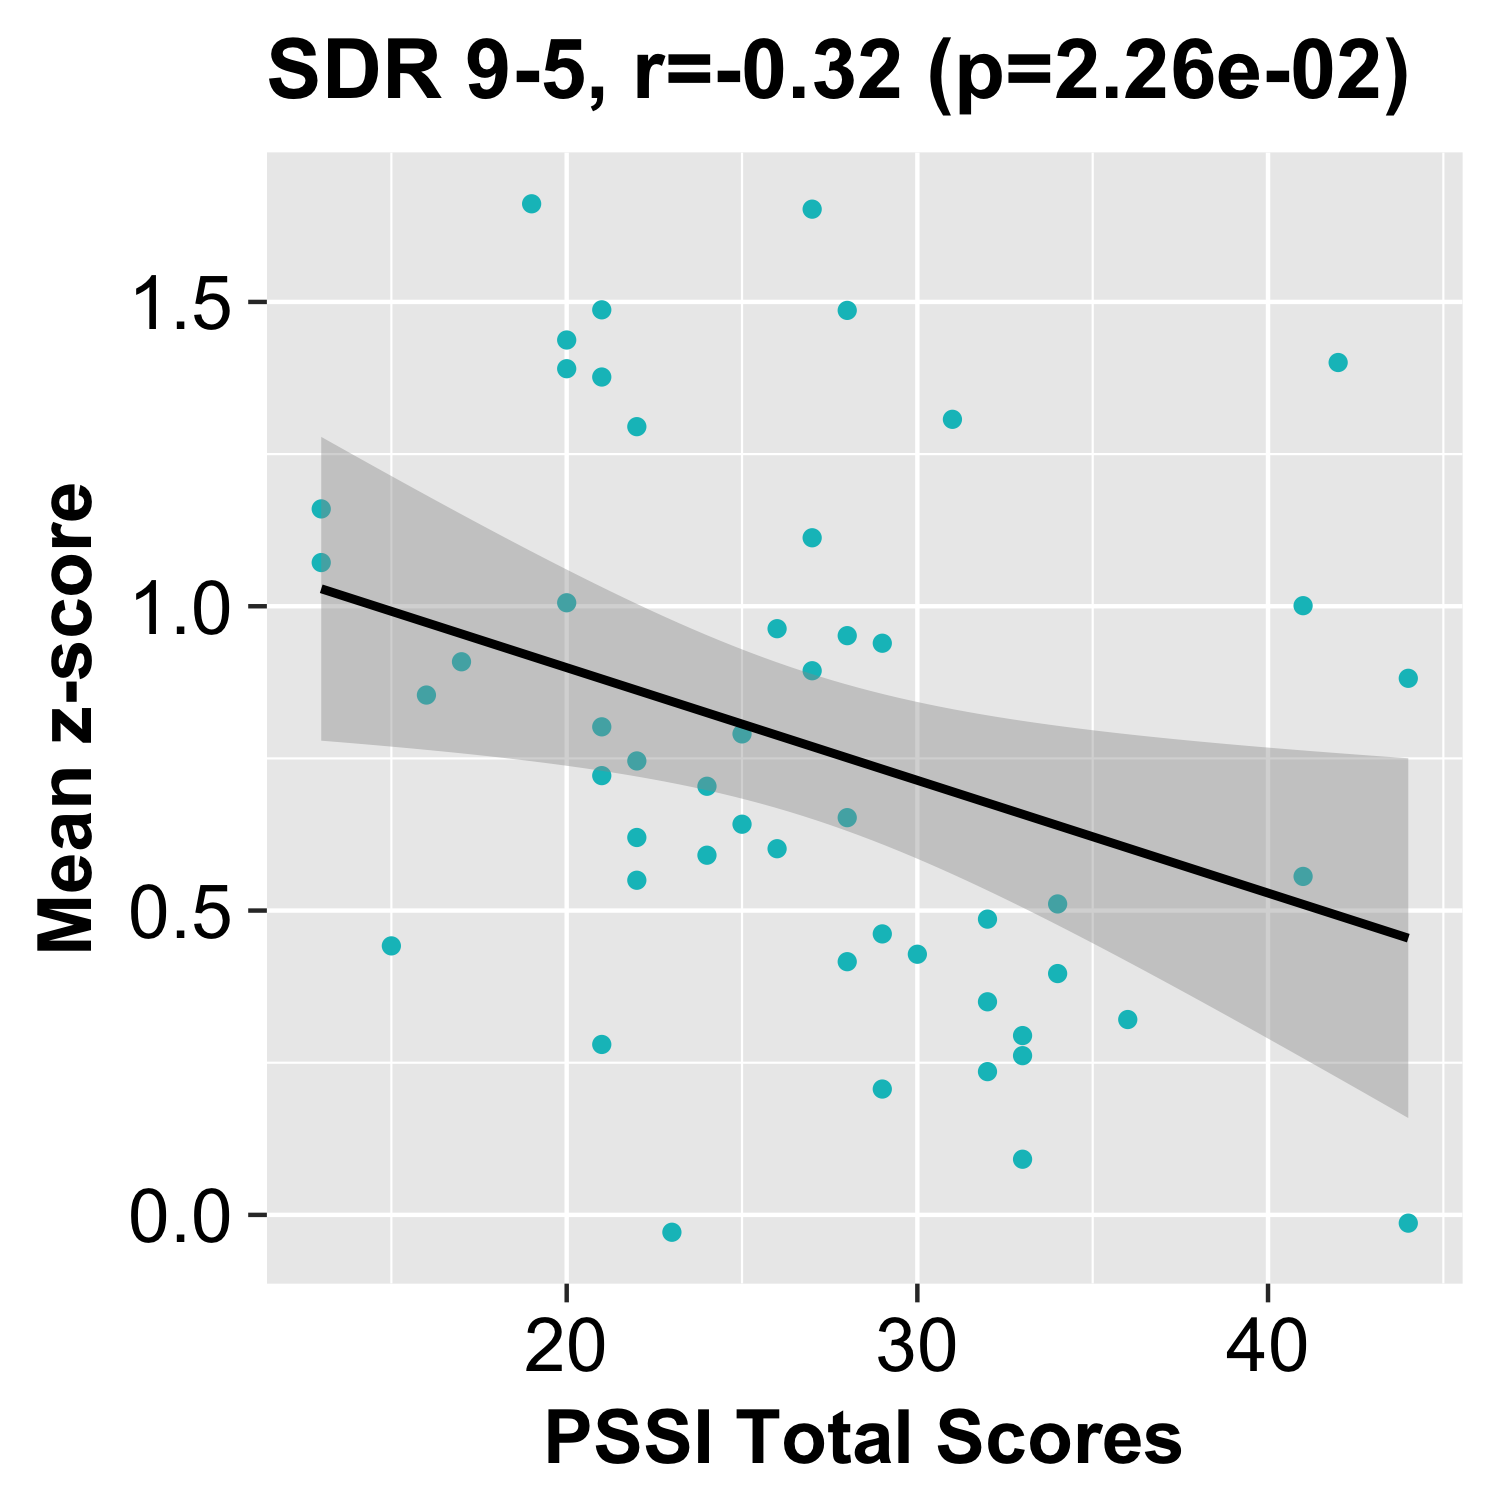 SDR 9-5, r=-0.32 (p=2.26e-02)
1.5
1.0
0.5
0.0
Mean z-score
20 30 40
PSSI Total Scores